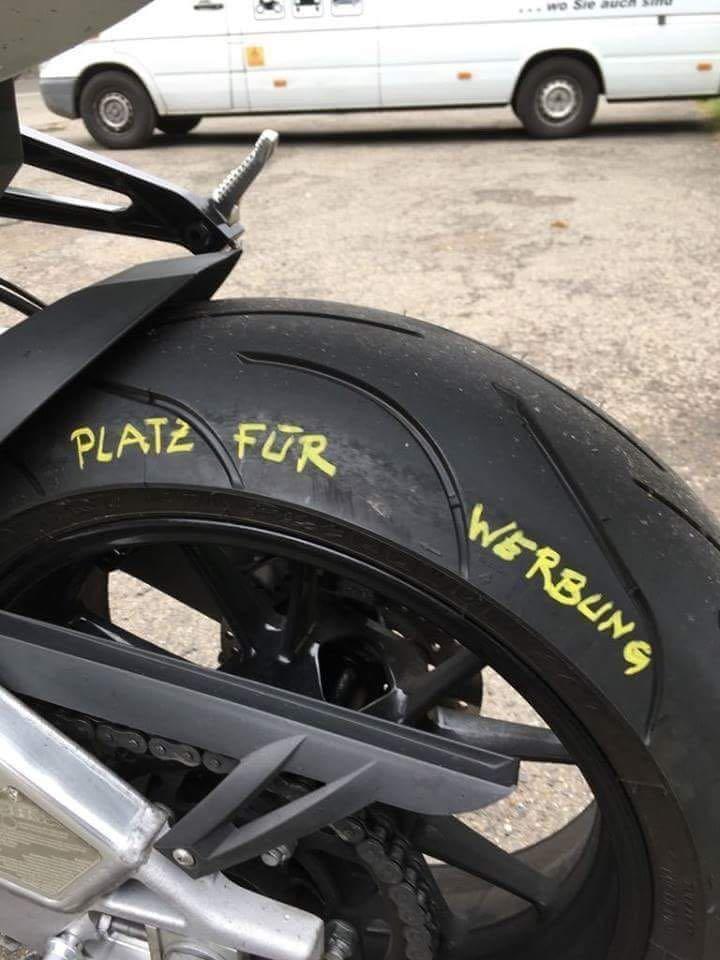 ... wo Sie auch sind
PLATZ FÜR
WERBUNG